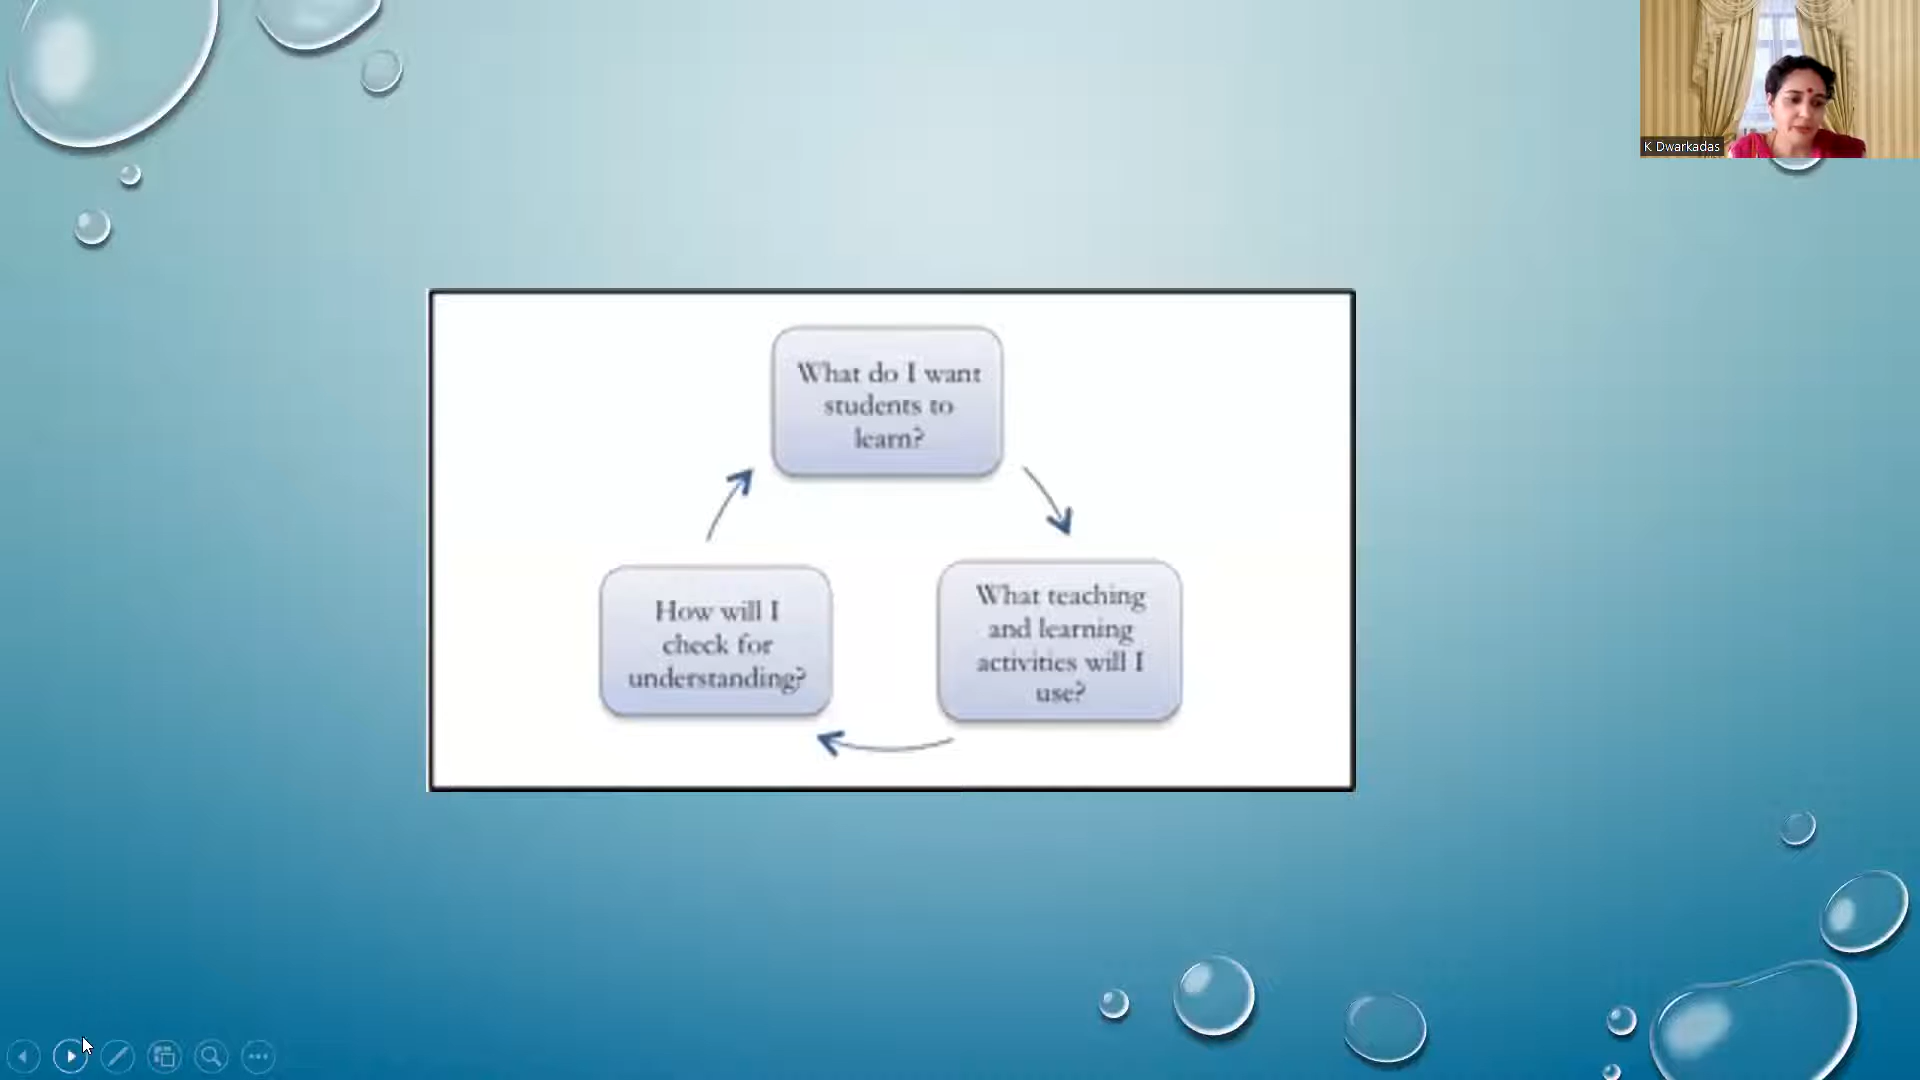 K Dwarkadas
What do I want
students to
learn?
How will I
check for
understanding?
What teaching
and learning
activities will I
use?